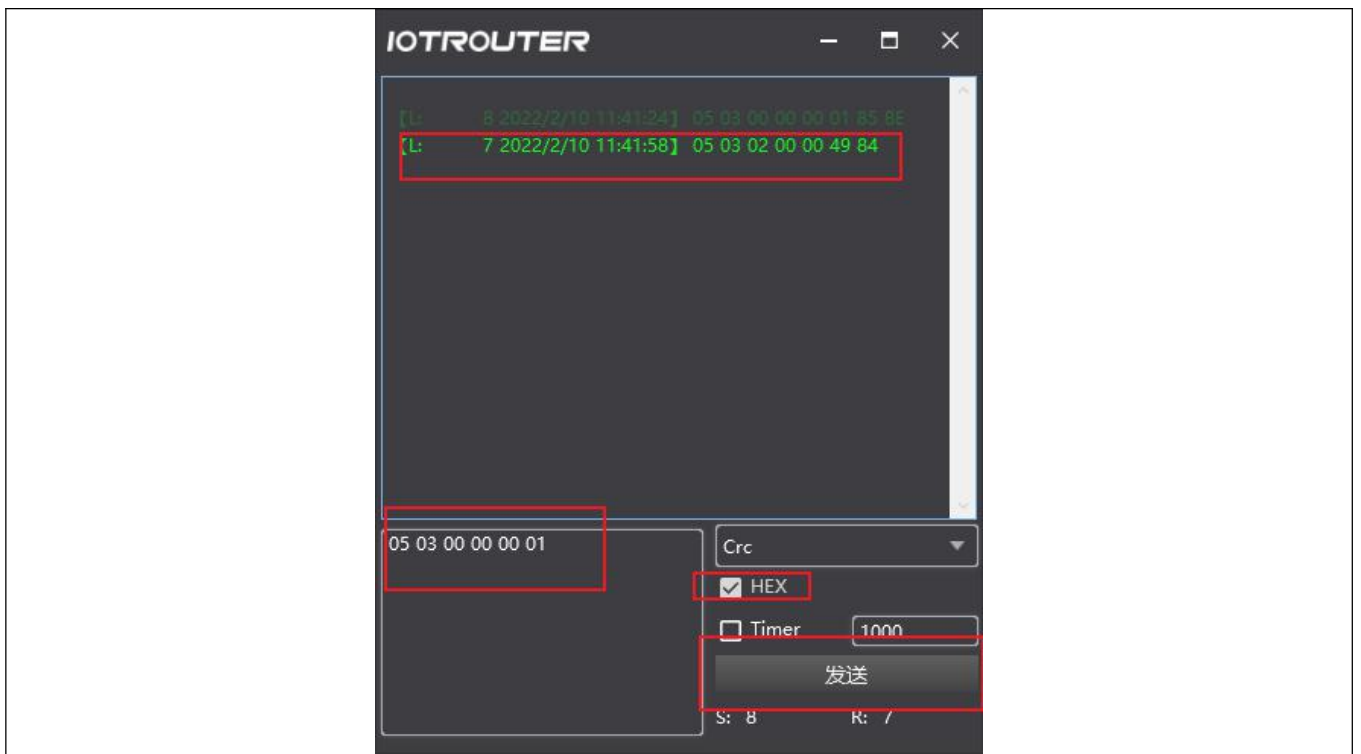 IOTROUTER
【L: 8 2022/2/10 11:41:24】 05 03 00 00 00 01 85 8E
【L: 7 2022/2/10 11:41:58】 05 03 02 00 00 49 84
05 03 00 00 00 01
Crc
HEX
Timer 1000
发送
S: 8 R: 7